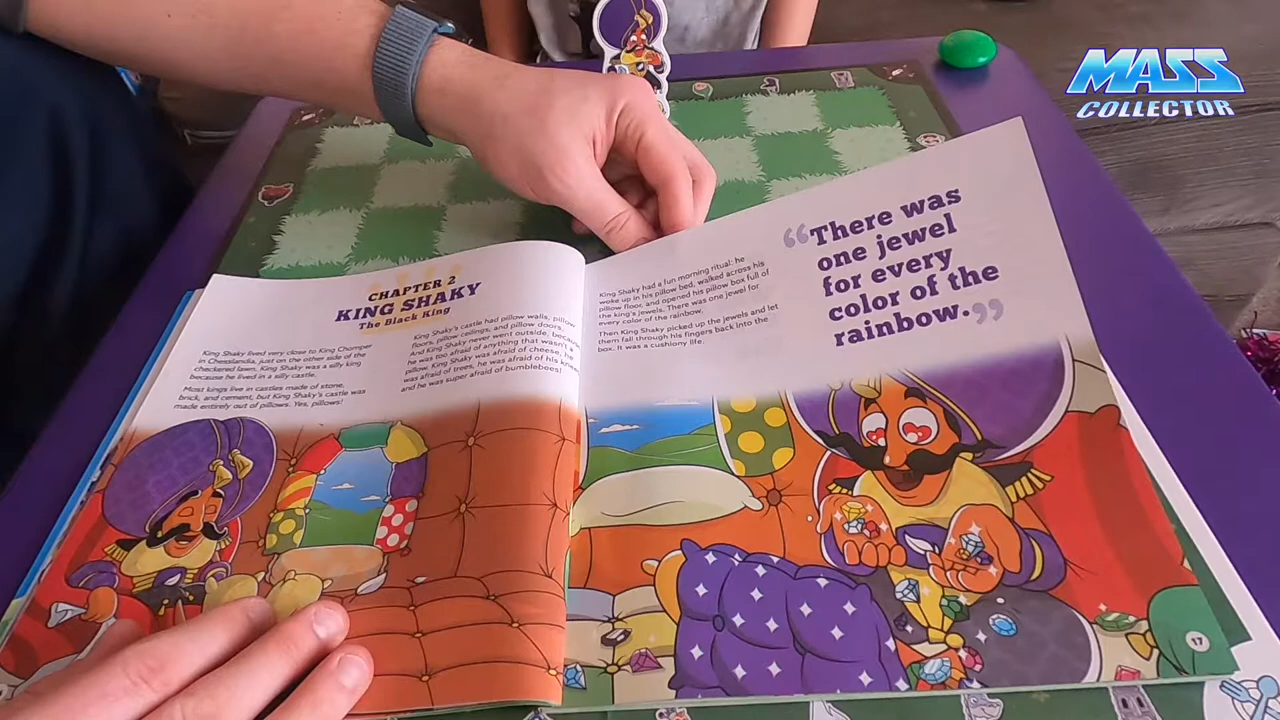 MASS
COLLECTOR
CHAPTER 2
KING SHAKY
The Black King
King Shaky lived very close to King Chomper
in Chesslandia, just on the other side of the
checkered lawn. King Shaky was a silly king
because he lived in a silly castle.
Most kings live in castles made of stone,
brick, and cement, but King Shaky's castle was
made entirely out of pillows. Yes, pillows!
King Shaky's castle had pillow walls, pillow
floors, pillow ceilings, and pillow doors.
And King Shaky never went outside, because
he was too afraid of anything that wasn't a
pillow. King Shaky was afraid of cheese, he
was afraid of trees, he was afraid of his knees
and he was super afraid of bumblebees!
King Shaky had a fun morning ritual: he
woke up in his pillow bed, walked across his
pillow floor, and opened his pillow box full of
the king's jewels. There was one jewel for
every color of the rainbow.
Then King Shaky picked up the jewels and let
them fall through his fingers back into the
box. It was a cushiony life.
“There was
one jewel
for every
color of the
rainbow.”
17